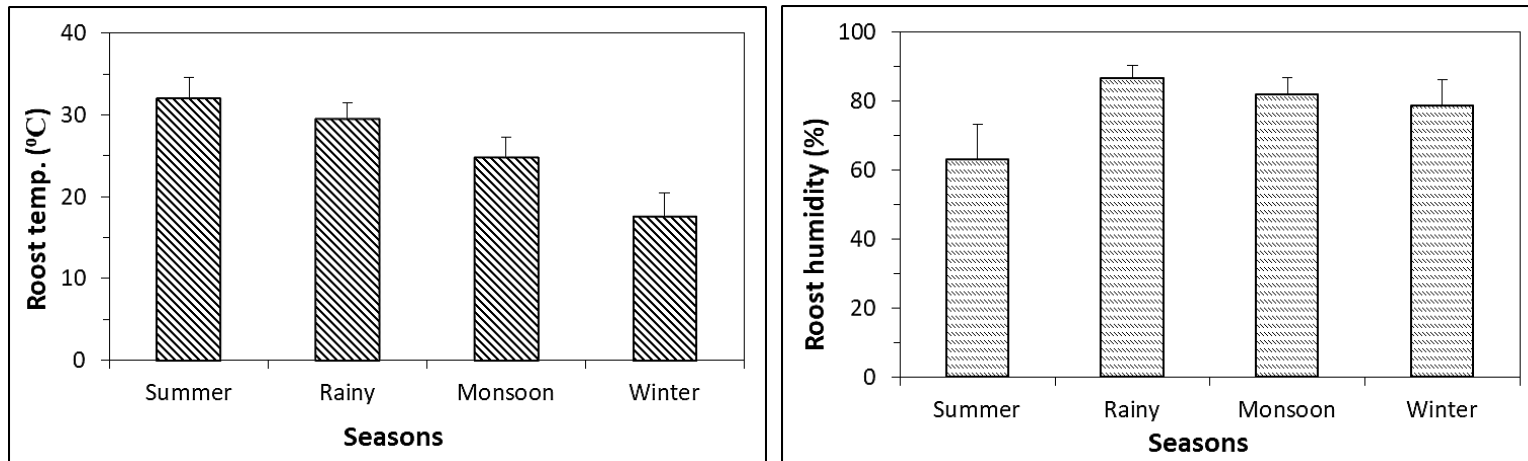 Roost temp. (⁰C)
40
30
20
10
0
Summer Rainy Monsoon Winter
Seasons
Roost humidity (%)
100
80
60
40
20
0
Summer Rainy Monsoon Winter
Seasons